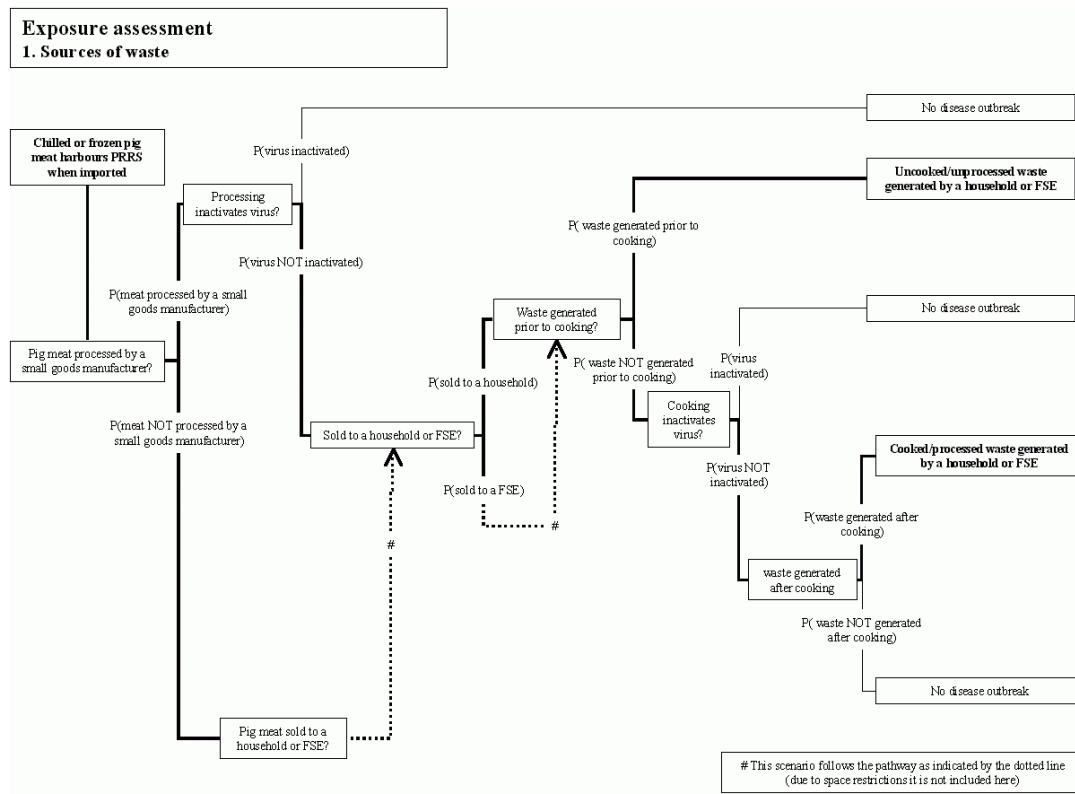 Exposure assessment
1. Sources of waste
No disease outbreak
Chilled or frozen pig
meat harbours PRRS
when imported
P(virus inactivated)
Uncooked/unprocessed waste
generated by a household or FSE
Processing
inactivates virus?
P( waste generated prior to
cooking)
P(virus NOT inactivated)
P(meat processed by a small
goods manufacturer)
Waste generated
prior to cooking?
No disease outbreak
Pig meat processed by a
small goods manufacturer?
P( waste NOT generated
prior to cooking)
P(virus
inactivated)
P(sold to a household)
Cooking
inactivates
virus?
P(meat NOT processed by a
small goods manufacturer)
Sold to a household or FSE?
Cooked/processed waste generated
by a household or FSE
P(virus NOT
inactivated)
P(sold to a FSE)
#
P(waste generated after
cooking)
#
waste generated
after cooking
P( waste NOT generated
after cooking)
No disease outbreak
Pig meat sold to a
household or FSE?
# This scenario follows the pathway as indicated by the dotted line
(due to space restrictions it is not included here)